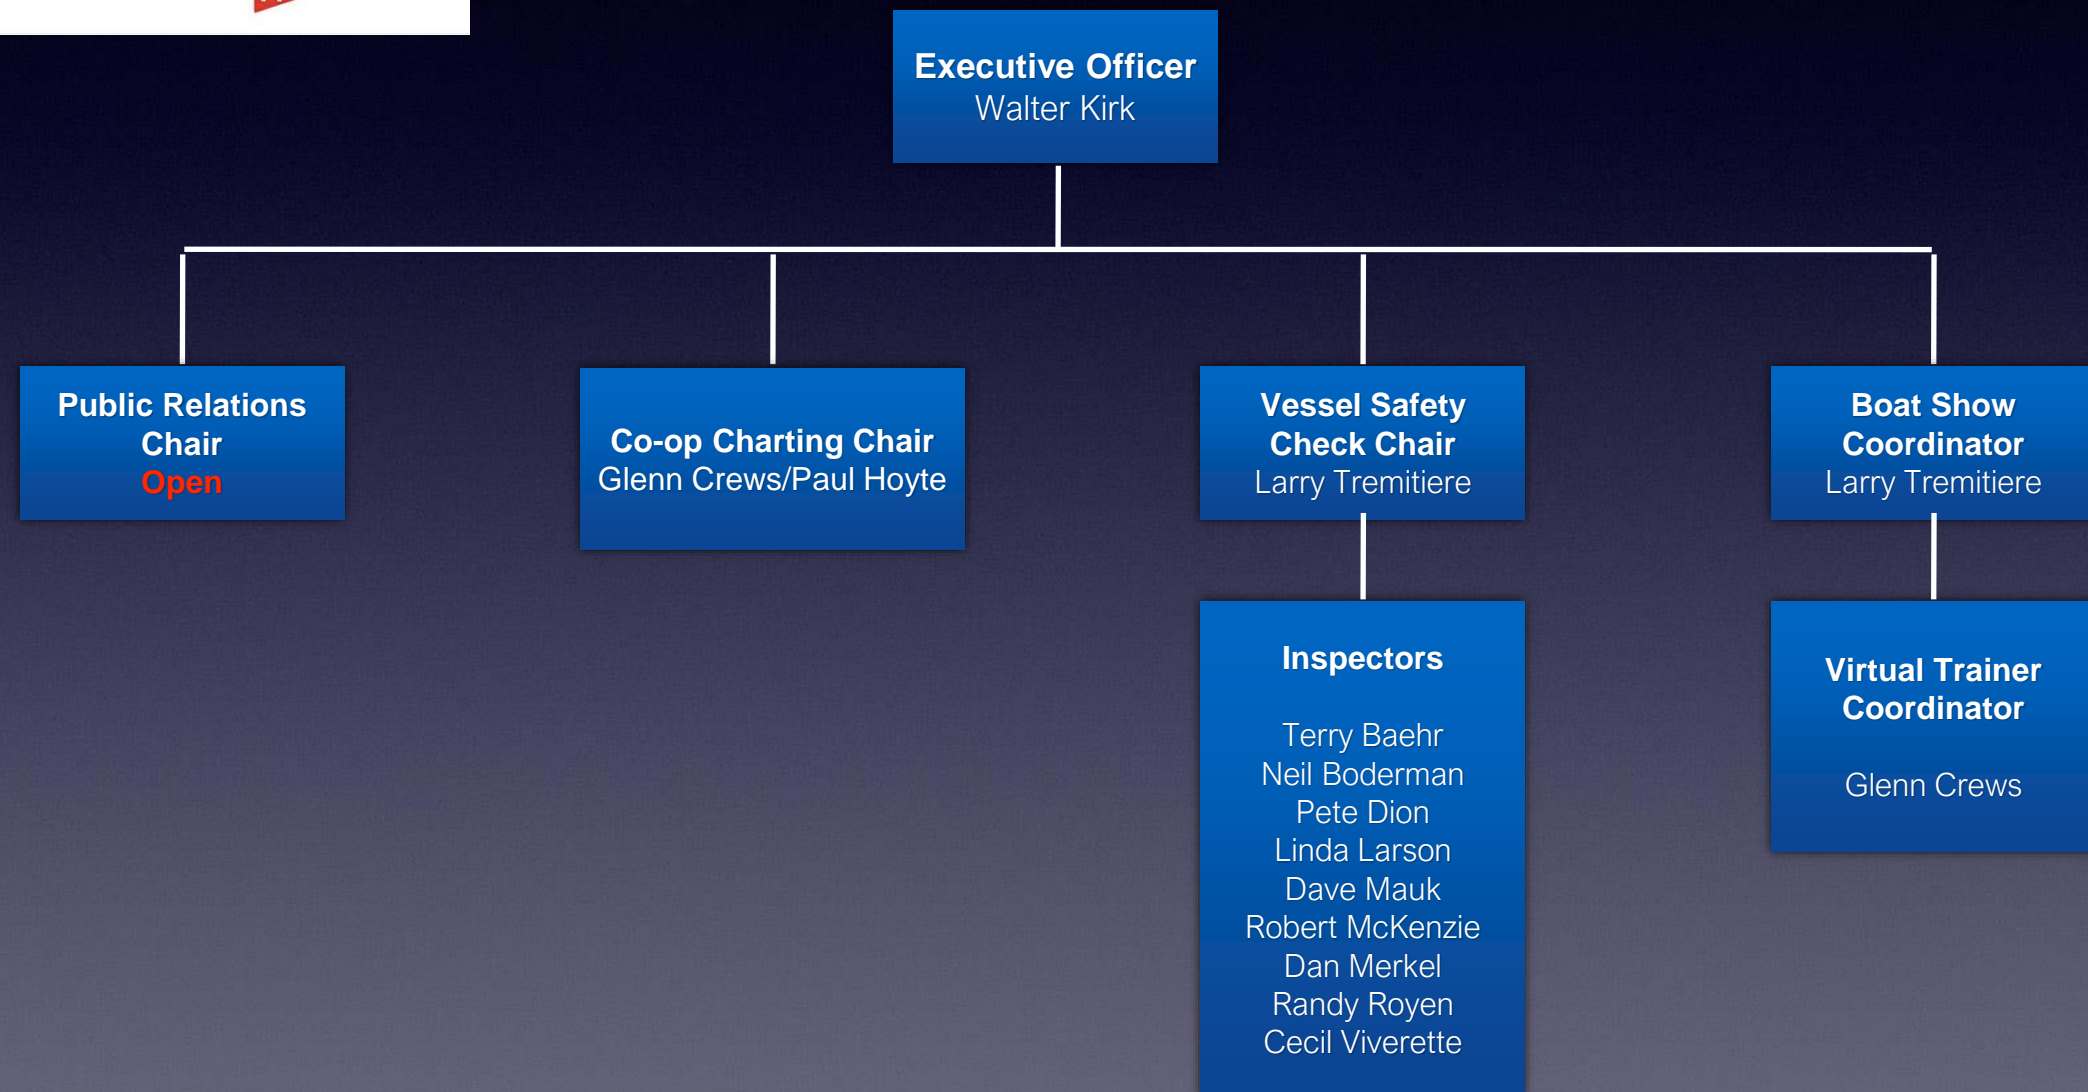 Executive Officer
Walter Kirk
Public Relations
Chair
Open
Co-op Charting Chair
Glenn Crews/Paul Hoyte
Vessel Safety
Check Chair
Larry Tremitiere
Boat Show
Coordinator
Larry Tremitiere
Inspectors
Terry Baehr
Neil Boderman
Pete Dion
Linda Larson
Dave Mauk
Robert McKenzie
Dan Merkel
Randy Royen
Cecil Viverette
Virtual Trainer
Coordinator
Glenn Crews